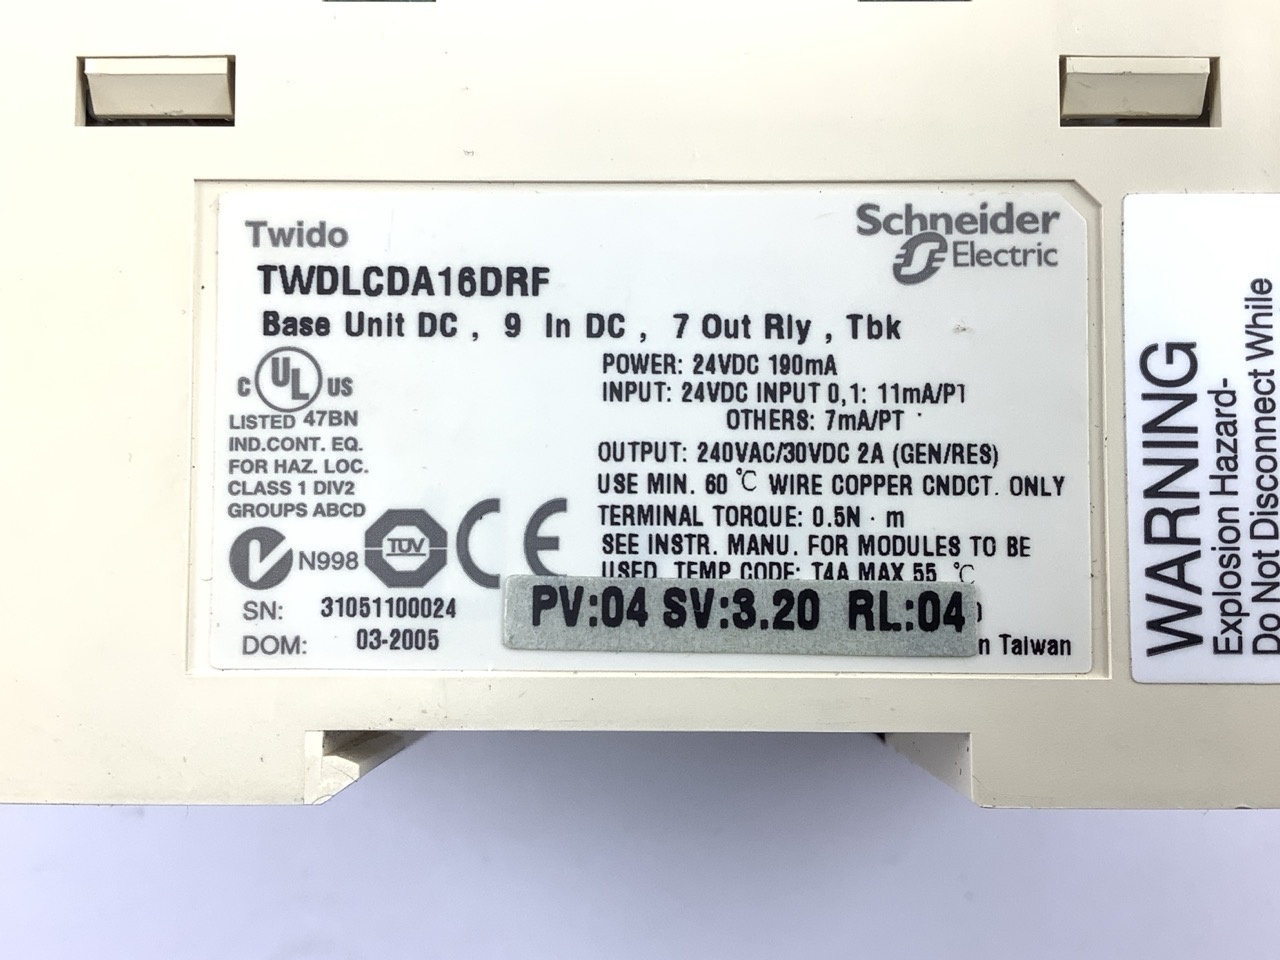 Twido
Schneider
Electric
TWDLCDA16DRF
Base Unit DC , 9 In DC , 7 Out Rly , Tbk
C UL US
LISTED 47BN
IND.CONT. EQ.
FOR HAZ. LOC.
CLASS 1 DIV2
GROUPS ABCD
N998
TUV
CE
SN: 31051100024
DOM: 03-2005
POWER: 24VDC 190mA
INPUT: 24VDC INPUT 0,1: 11mA/PT
OTHERS: 7mA/PT
OUTPUT: 240VAC/30VDC 2A (GEN/RES)
USE MIN. 60 °C WIRE COPPER CNDCT. ONLY
TERMINAL TORQUE: 0.5N · m
SEE INSTR. MANU. FOR MODULES TO BE
USED. TEMP CODE: T4A MAX 55 °C
PV:04 SV:3.20 RL:04
Taiwan
WARNING
Explosion Hazard-
Do Not Disconnect While